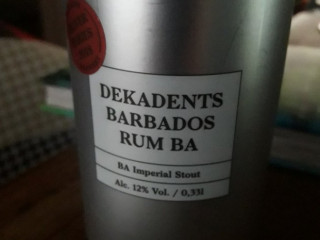 DEKADENTS
BARBADOS
RUM BA
BA Imperial Stout
Alc. 12% Vol. / 0,33l